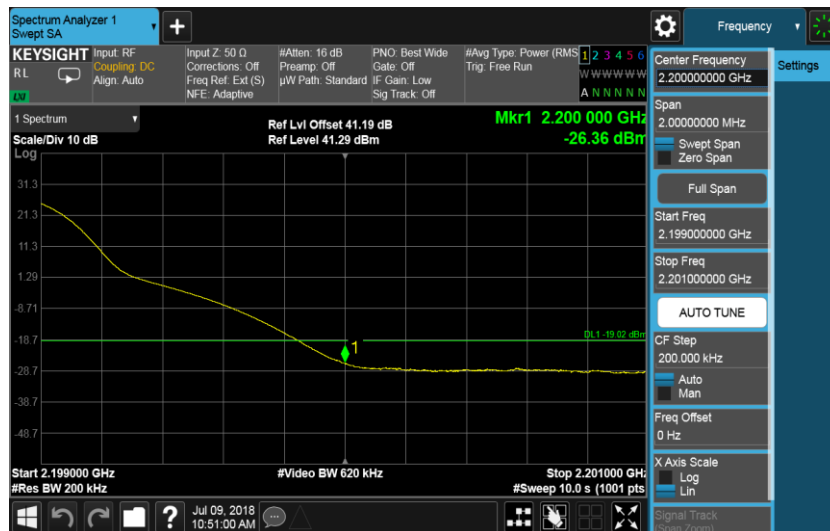 Spectrum Analyzer 1
Swept SA
+
Frequency
KEYSIGHT
RL
LXI
Input: RF
Coupling: DC
Align: Auto
Input Z: 50 Ω
Corrections: Off
Freq Ref: Ext (S)
NFE: Adaptive
#Atten: 16 dB
Preamp: Off
µW Path: Standard
PNO: Best Wide
Gate: Off
IF Gain: Low
Sig Track: Off
#Avg Type: Power (RMS
Trig: Free Run
1 2 3 4 5 6
W W W W W W
A N N N N N
1 Spectrum
Scale/Div 10 dB
Log
Ref Lvl Offset 41.19 dB
Ref Level 41.29 dBm
Mkr1 2.200 000 GHz
-26.36 dBm
31.3
21.3
11.3
1.29
-8.71
-18.7
-28.7
-38.7
-48.7
DL1 -19.02 dBm
1
Start 2.199000 GHz
#Res BW 200 kHz
#Video BW 620 kHz
Stop 2.201000 GHz
#Sweep 10.0 s (1001 pts
?
Jul 09, 2018
10:51:00 AM
Center Frequency
2.200000000 GHz
Settings
Span
2.00000000 MHz
Swept Span
Zero Span
Full Span
Start Freq
2.199000000 GHz
Stop Freq
2.201000000 GHz
AUTO TUNE
CF Step
200.000 kHz
Auto
Man
Freq Offset
0 Hz
X Axis Scale
Log
Lin
Signal Track
(Span Zoom)